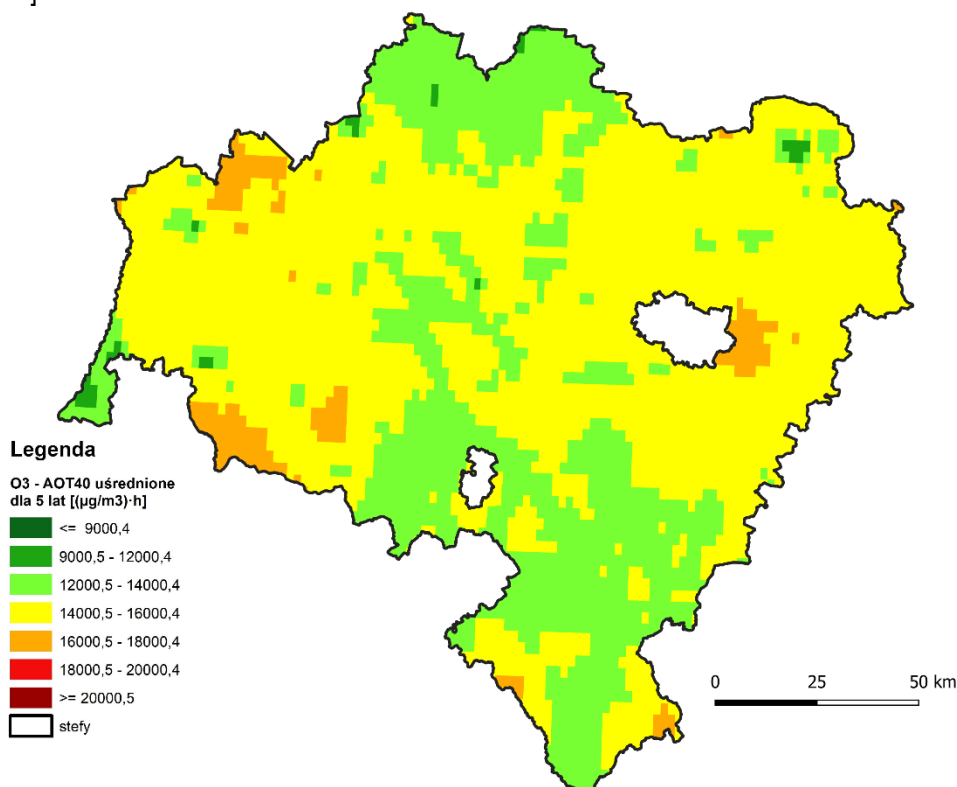 ]
Legenda
O3 - AOT40 uśrednione
dla 5 lat [(µg/m3)·h]
<= 9000,4
9000,5 - 12000,4
12000,5 - 14000,4
14000,5 - 16000,4
16000,5 - 18000,4
18000,5 - 20000,4
>= 20000,5
stefy
0 25 50 km